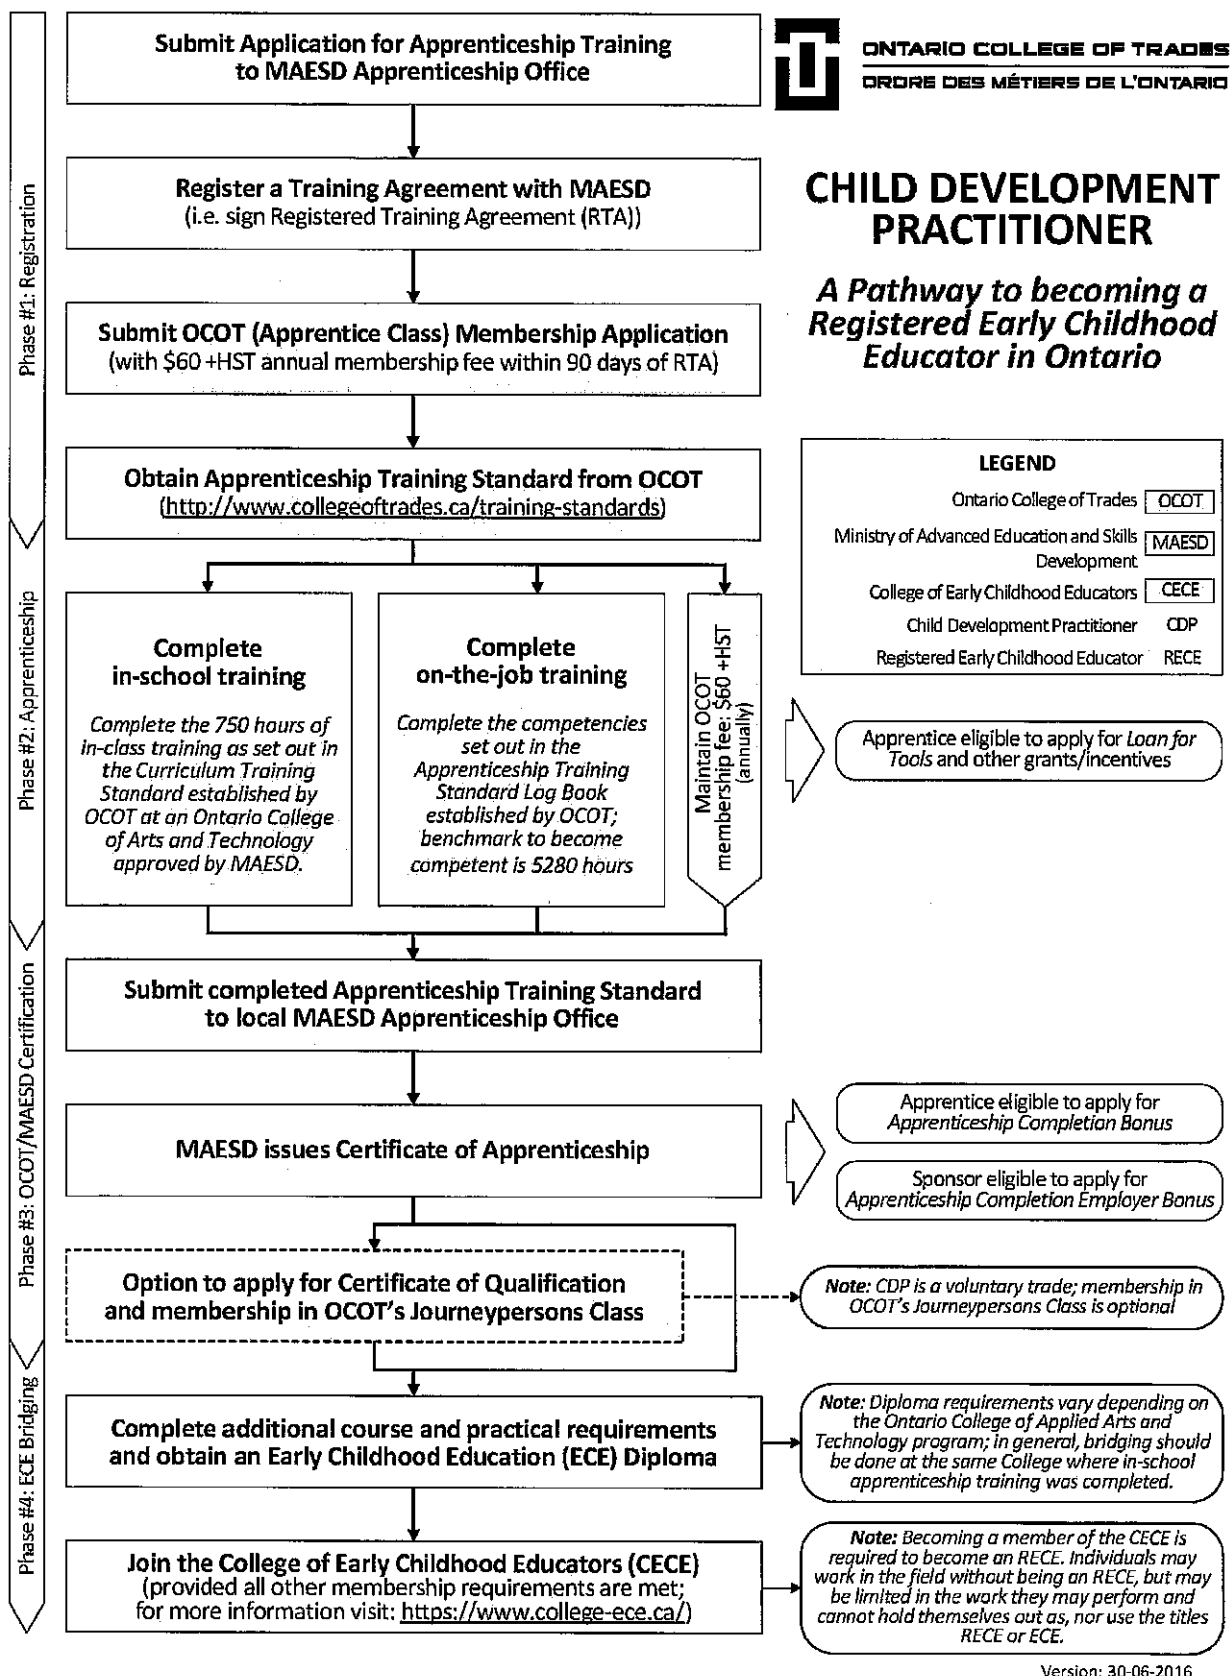 Submit Application for Apprenticeship Training
to MAESD Apprenticeship Office
ONTARIO COLLEGE OF TRADES
ORDRE DES MÉTIERS DE L'ONTARIO
CHILD DEVELOPMENT
PRACTITIONER
A Pathway to becoming a
Registered Early Childhood
Educator in Ontario
Phase #1: Registration
Register a Training Agreement with MAESD
(i.e. sign Registered Training Agreement (RTA))
Submit OCOT (Apprentice Class) Membership Application
(with $60 +HST annual membership fee within 90 days of RTA)
Obtain Apprenticeship Training Standard from OCOT
(http://www.collegeoftrades.ca/training-standards)
LEGEND
Ontario College of Trades OCOT
Ministry of Advanced Education and Skills
Development MAESD
College of Early Childhood Educators CECE
Child Development Practitioner CDP
Registered Early Childhood Educator RECE
Phase #2: Apprenticeship
Complete
in-school training
Complete the 750 hours of
in-class training as set out in
the Curriculum Training
Standard established by
OCOT at an Ontario College
of Arts and Technology
approved by MAESD.
Complete
on-the-job training
Complete the competencies
set out in the
Apprenticeship Training
Standard Log Book
established by OCOT;
benchmark to become
competent is 5280 hours
Maintain OCOT
membership fee: $60 +HST
(annually)
Apprentice eligible to apply for Loan for
Tools and other grants/incentives
Phase #3: OCOT/MAESD Certification
Submit completed Apprenticeship Training Standard
to local MAESD Apprenticeship Office
MAESD issues Certificate of Apprenticeship
Apprentice eligible to apply for
Apprenticeship Completion Bonus
Sponsor eligible to apply for
Apprenticeship Completion Employer Bonus
Option to apply for Certificate of Qualification
and membership in OCOT's Journeypersons Class
Note: CDP is a voluntary trade; membership in
OCOT's Journeypersons Class is optional
Phase #4: ECE Bridging
Complete additional course and practical requirements
and obtain an Early Childhood Education (ECE) Diploma
Note: Diploma requirements vary depending on
the Ontario College of Applied Arts and
Technology program; in general, bridging should
be done at the same College where in-school
apprenticeship training was completed.
Join the College of Early Childhood Educators (CECE)
(provided all other membership requirements are met;
for more information visit: https://www.college-ece.ca/)
Note: Becoming a member of the CECE is
required to become an RECE. Individuals may
work in the field without being an RECE, but may
be limited in the work they may perform and
cannot hold themselves out as, nor use the titles
RECE or ECE.
Version: 30-06-2016